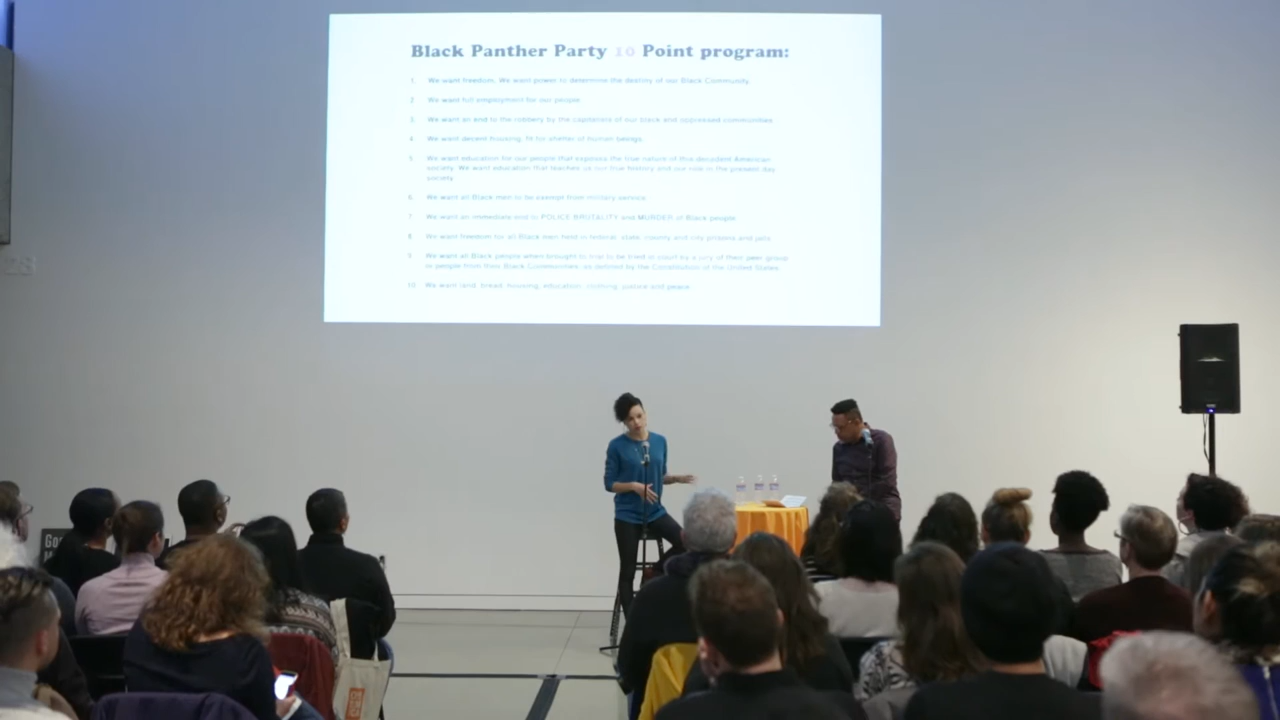 Black Panther Party 10 Point program:
1. We want freedom. We want power to determine the destiny of our Black Community.
2. We want full employment for our people.
3. We want an end to the robbery by the capitalists of our black and oppressed communities.
4. We want decent housing, fit for shelter of human beings.
5. We want education for our people that exposes the true nature of this decadent American
society. We want education that teaches us our true history and our role in the present day
society.
6. We want all Black men to be exempt from military service.
7. We want an immediate end to POLICE BRUTALITY and MURDER of Black people.
8. We want freedom for all Black men held in federal, state, county and city prisons and jails.
9. We want all Black people when brought to trial to be tried in court by a jury of their peer group
or people from their Black Communities, as defined by the Constitution of the United States.
10. We want land, bread, housing, education, clothing, justice and peace.